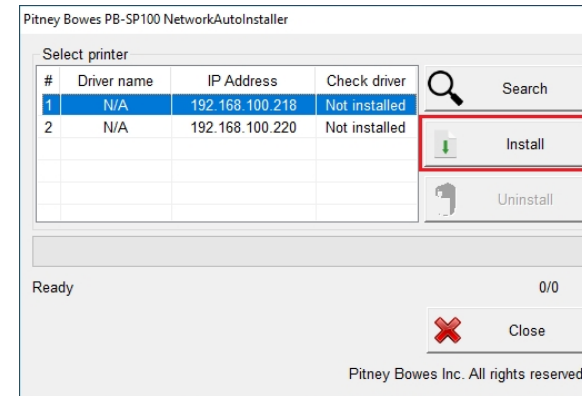 Pitney Bowes PB-SP100 NetworkAutoInstaller
Select printer
# Driver name IP Address Check driver
1 N/A 192.168.100.218 Not installed
2 N/A 192.168.100.220 Not installed
Search
Install
Uninstall
Ready 0/0
Close
Pitney Bowes Inc. All rights reserved